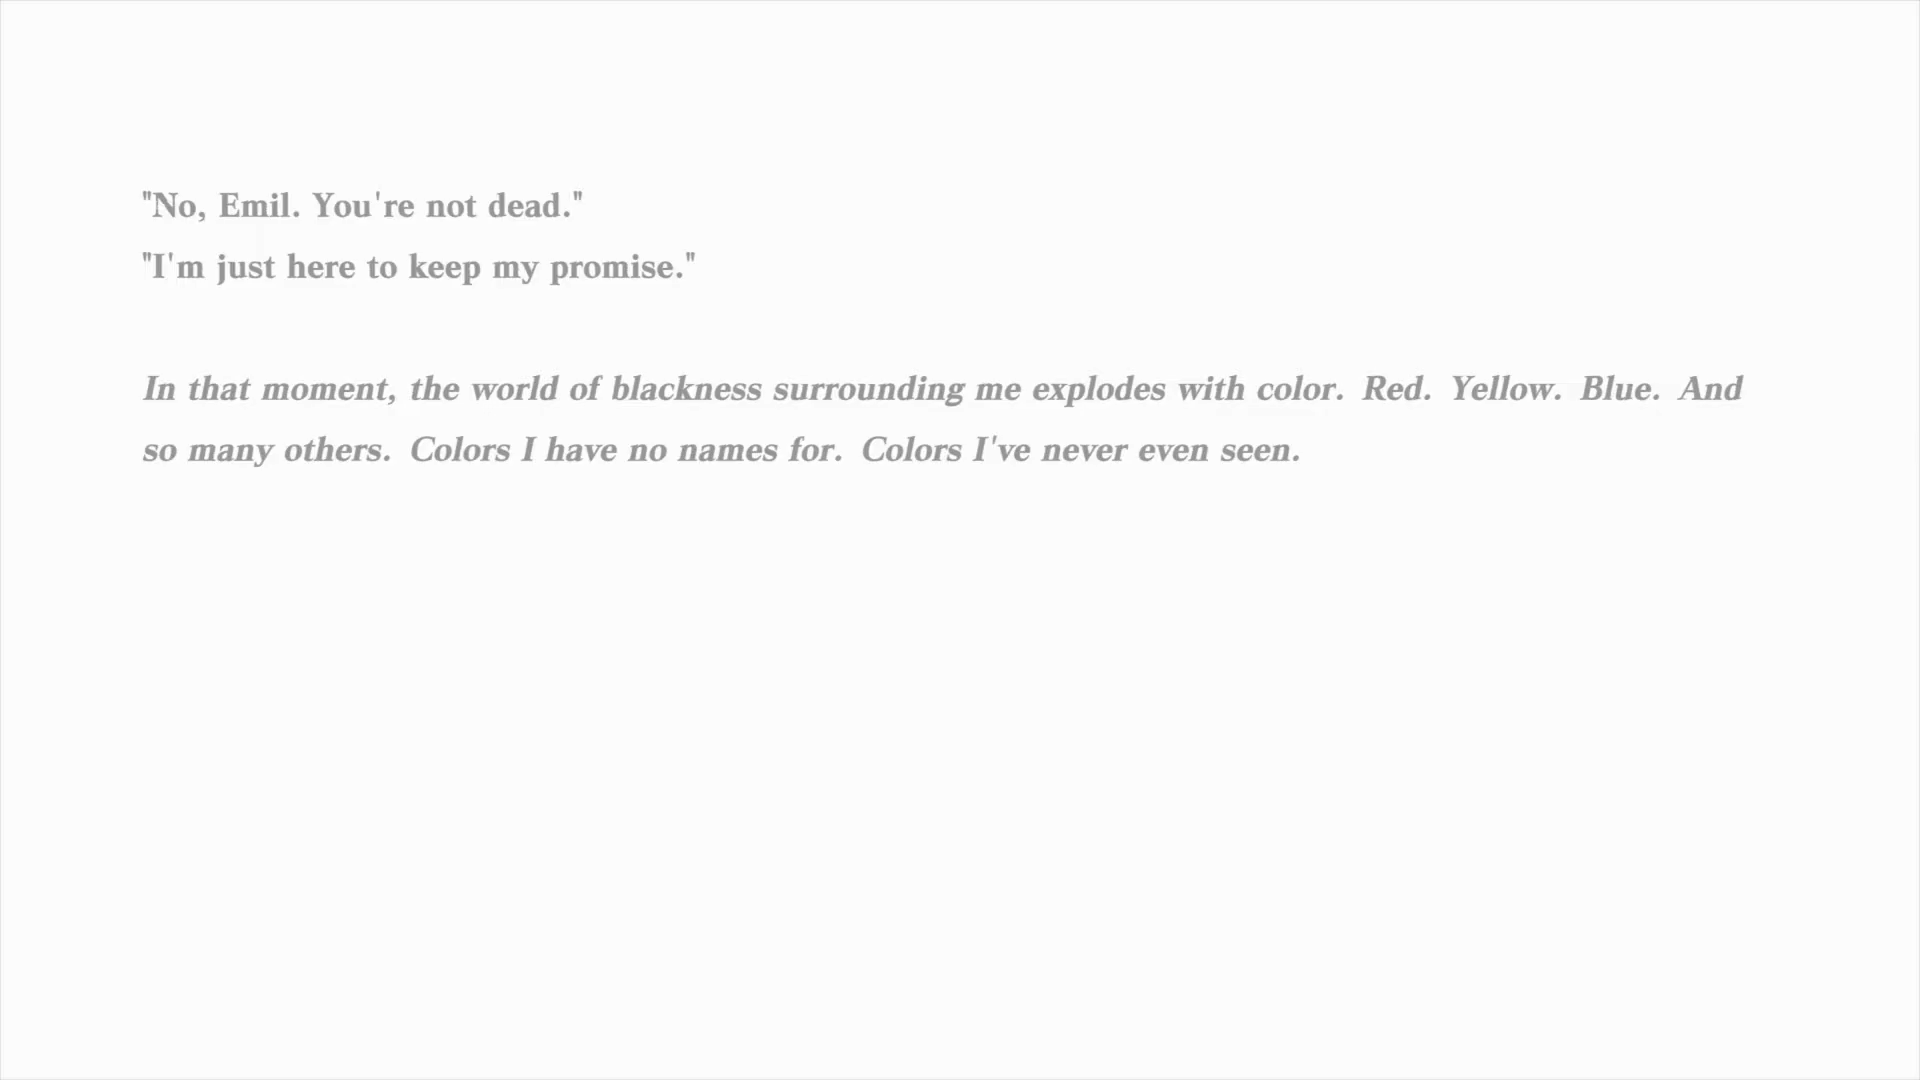 "No, Emil. You're not dead."
"I'm just here to keep my promise."
In that moment, the world of blackness surrounding me explodes with color. Red. Yellow. Blue. And
so many others. Colors I have no names for. Colors I've never even seen.